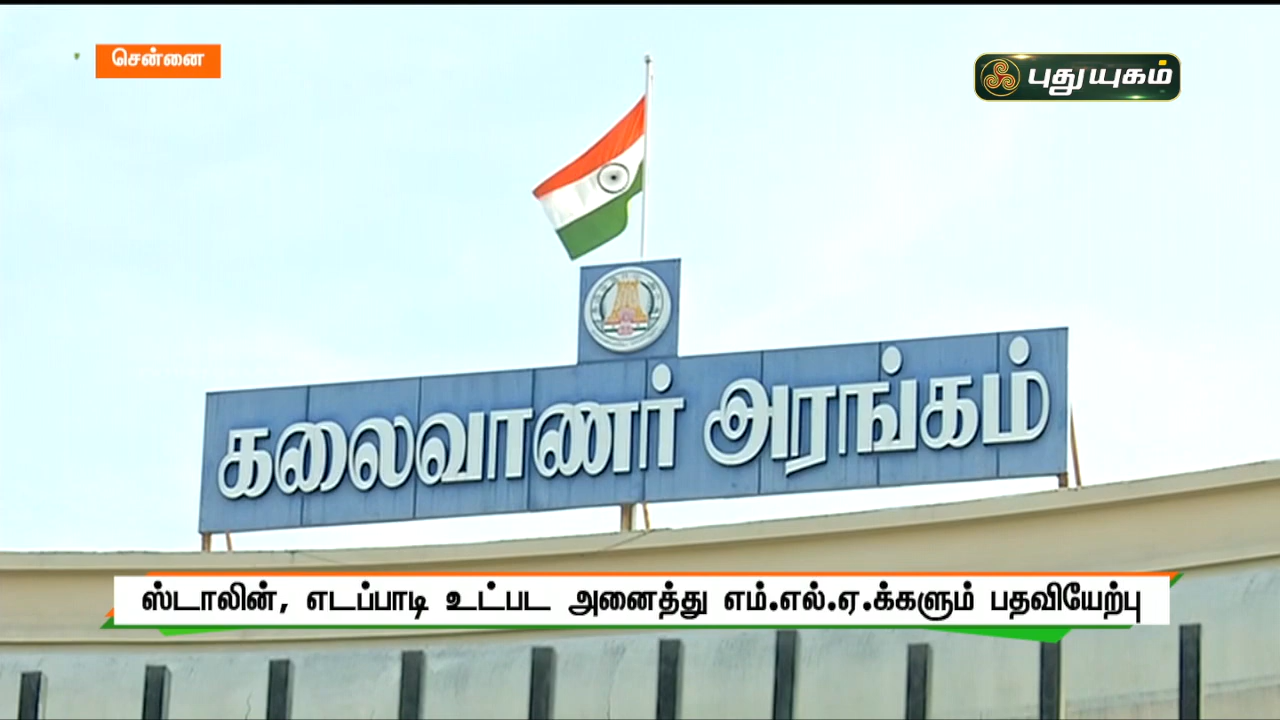 சென்னை
புதுயுகம்
கலைவாணர் அரங்கம்
ஸ்டாலின், எடப்பாடி உட்பட அனைத்து எம்.எல்.ஏ.க்களும் பதவியேற்பு